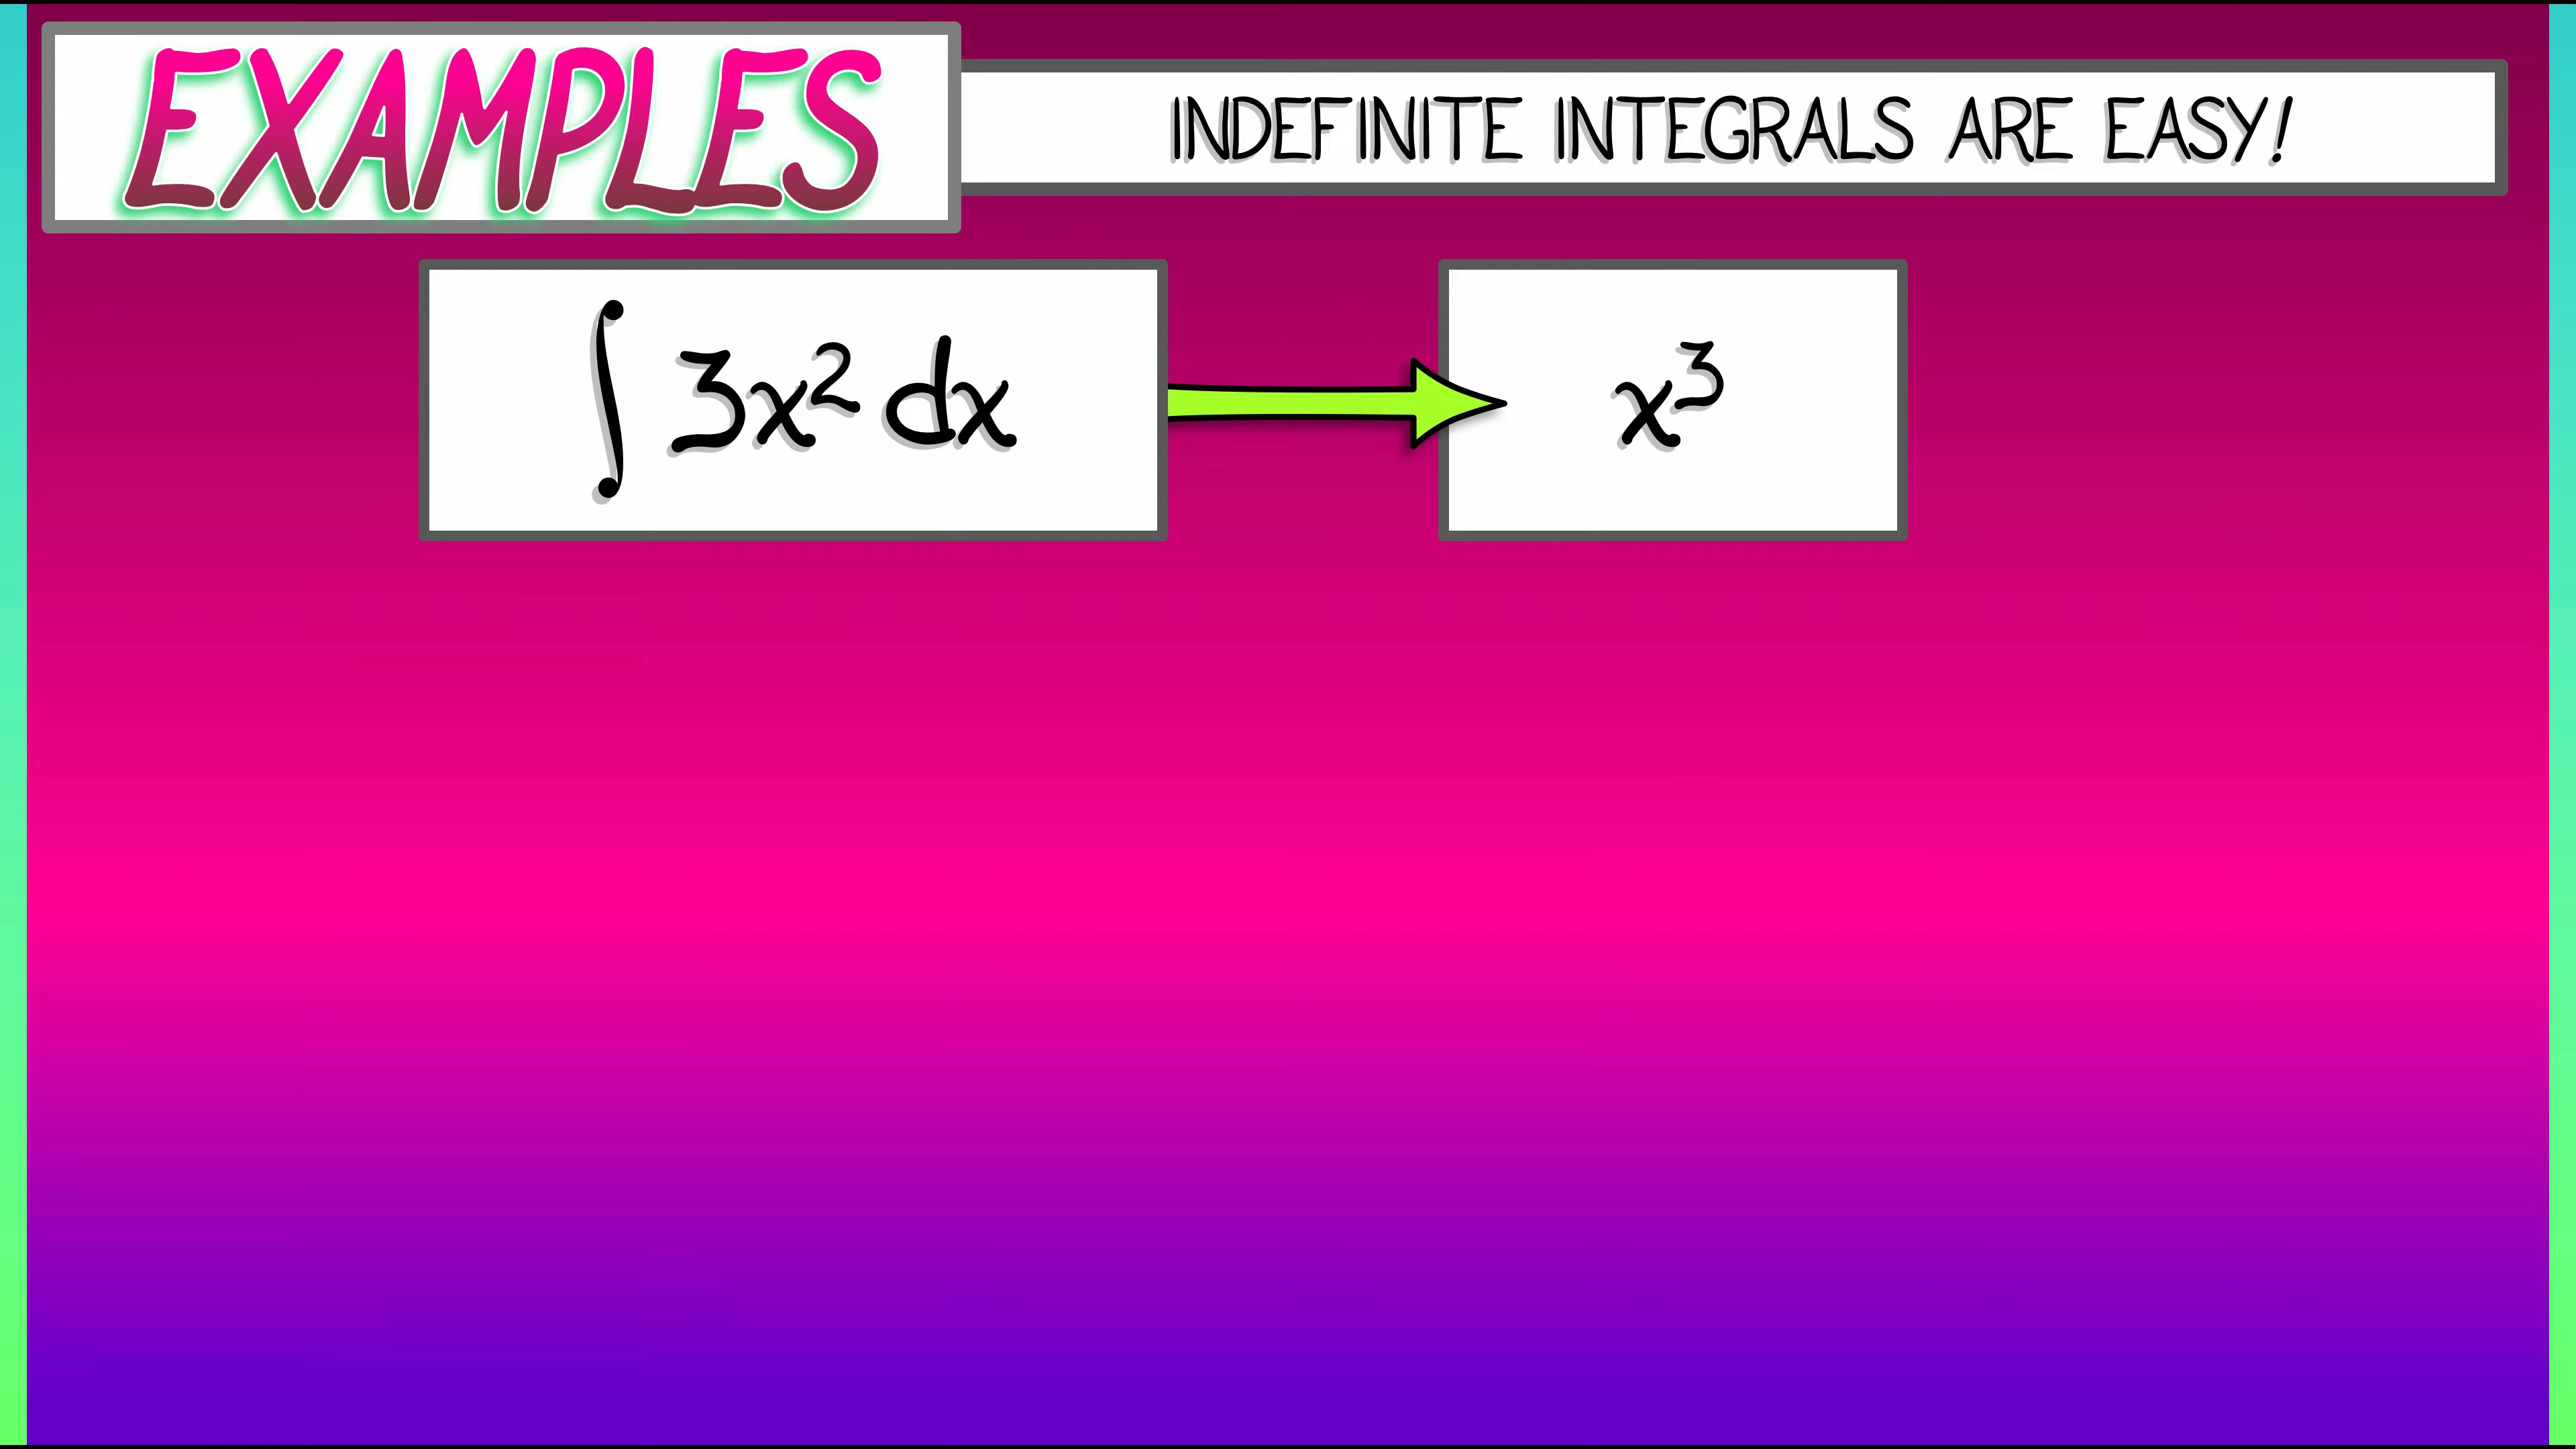 EXAMPLES
INDEFINITE INTEGRALS ARE EASY!
∫ 3x² dx
x³